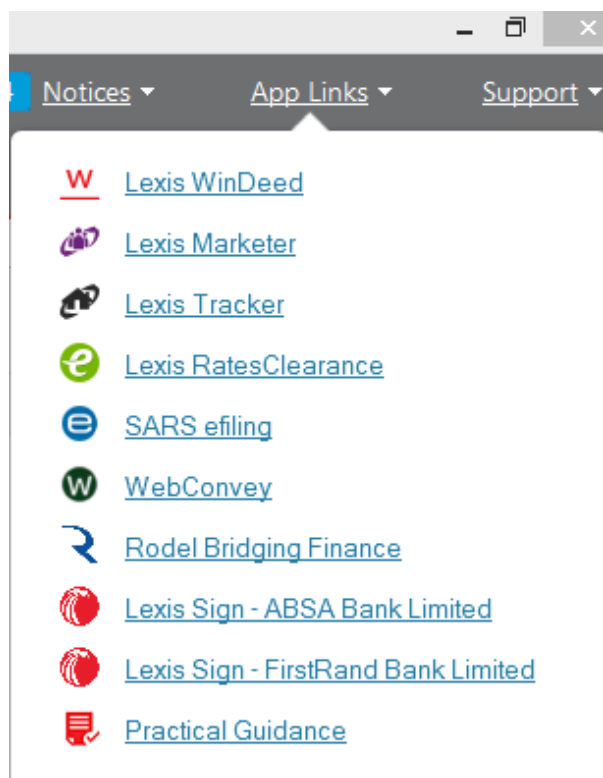 4 Notices App Links Support
W Lexis WinDeed
Lexis Marketer
Lexis Tracker
e Lexis RatesClearance
e SARS efiling
W WebConvey
R Rodel Bridging Finance
Lexis Sign - ABSA Bank Limited
Lexis Sign - FirstRand Bank Limited
Practical Guidance